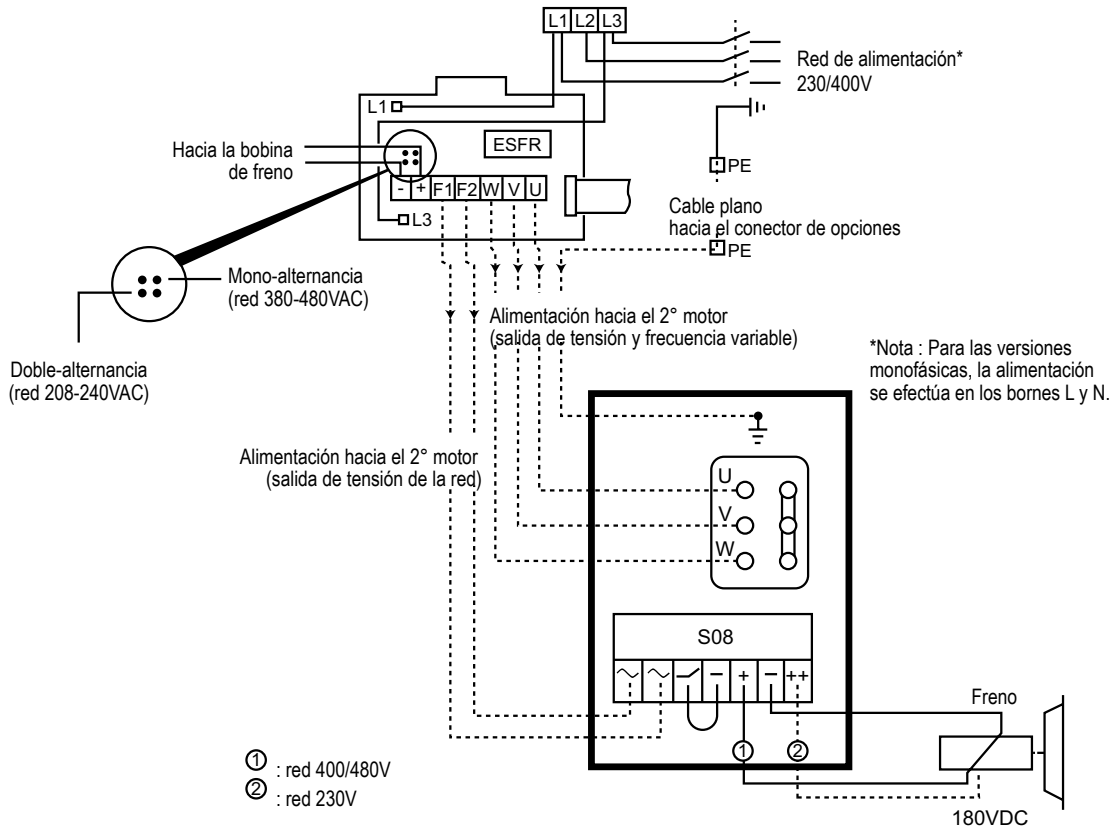 L1 L2 L3
Red de alimentación*
230/400V
L1
ESFR
Hacia la bobina
de freno
PE
- + F1 F2 W V U
Cable plano
hacia el conector de opciones
L3
PE
Mono-alternancia
(red 380-480VAC)
Alimentación hacia el 2° motor
(salida de tensión y frecuencia variable)
Doble-alternancia
(red 208-240VAC)
*Nota : Para las versiones
monofásicas, la alimentación
se efectúa en los bornes L y N.
Alimentación hacia el 2° motor
(salida de tensión de la red)
U
V
W
S08
+ − ++
Freno
1 2
1 : red 400/480V
2 : red 230V
180VDC